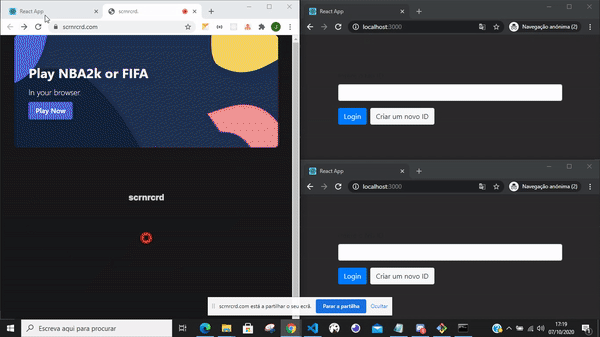 React App
scrnrcrd.
scrnrcrd.com
Play NBA2k or FIFA
In your browser.
Play Now
scrnrcrd
React App
localhost:3000
Navegação anónima (2)
Login
Criar um novo ID
React App
localhost:3000
Navegação anónima (2)
Login
Criar um novo ID
scrnrcrd.com está a partilhar o seu ecrã.
Parar a partilha
Ocultar
Escreva aqui para procurar
17:19
07/10/2020